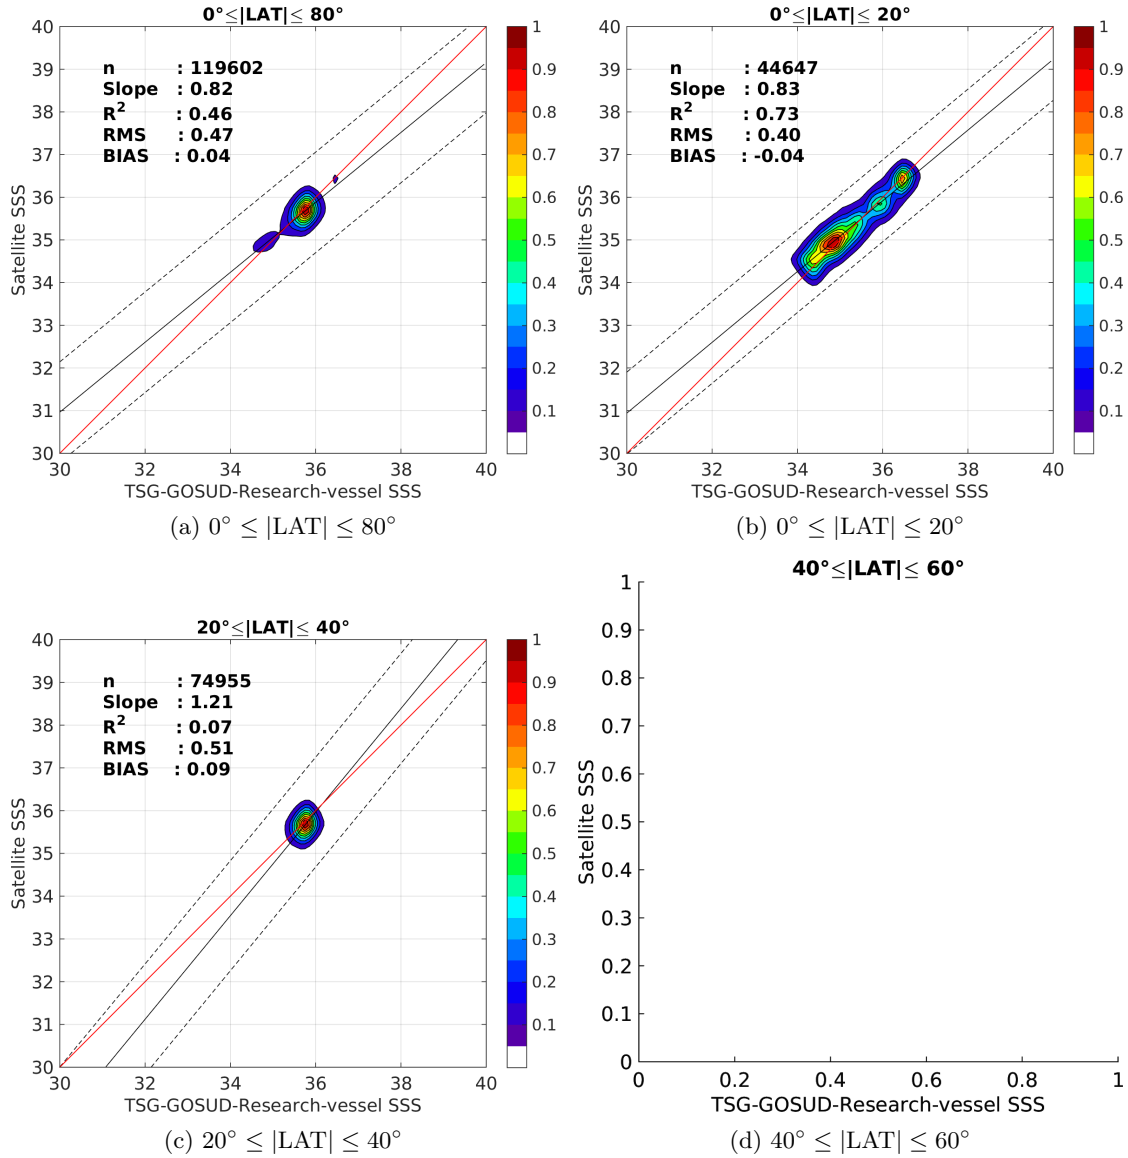 0°≤|LAT|≤ 80°
n : 119602
Slope : 0.82
R² : 0.46
RMS : 0.47
BIAS : 0.04
40
39
38
37
36
35
34
33
32
31
30
30 32 34 36 38 40
Satellite SSS
TSG-GOSUD-Research-vessel SSS
1
0.9
0.8
0.7
0.6
0.5
0.4
0.3
0.2
0.1
(a) 0° ≤ |LAT| ≤ 80°
0°≤|LAT|≤ 20°
n : 44647
Slope : 0.83
R² : 0.73
RMS : 0.40
BIAS : -0.04
40
39
38
37
36
35
34
33
32
31
30
30 32 34 36 38 40
Satellite SSS
TSG-GOSUD-Research-vessel SSS
1
0.9
0.8
0.7
0.6
0.5
0.4
0.3
0.2
0.1
(b) 0° ≤ |LAT| ≤ 20°
20°≤|LAT|≤ 40°
n : 74955
Slope : 1.21
R² : 0.07
RMS : 0.51
BIAS : 0.09
40
39
38
37
36
35
34
33
32
31
30
30 32 34 36 38 40
Satellite SSS
TSG-GOSUD-Research-vessel SSS
1
0.9
0.8
0.7
0.6
0.5
0.4
0.3
0.2
0.1
(c) 20° ≤ |LAT| ≤ 40°
40°≤|LAT|≤ 60°
1
0.9
0.8
0.7
0.6
0.5
0.4
0.3
0.2
0.1
0
0 0.2 0.4 0.6 0.8 1
Satellite SSS
TSG-GOSUD-Research-vessel SSS
(d) 40° ≤ |LAT| ≤ 60°